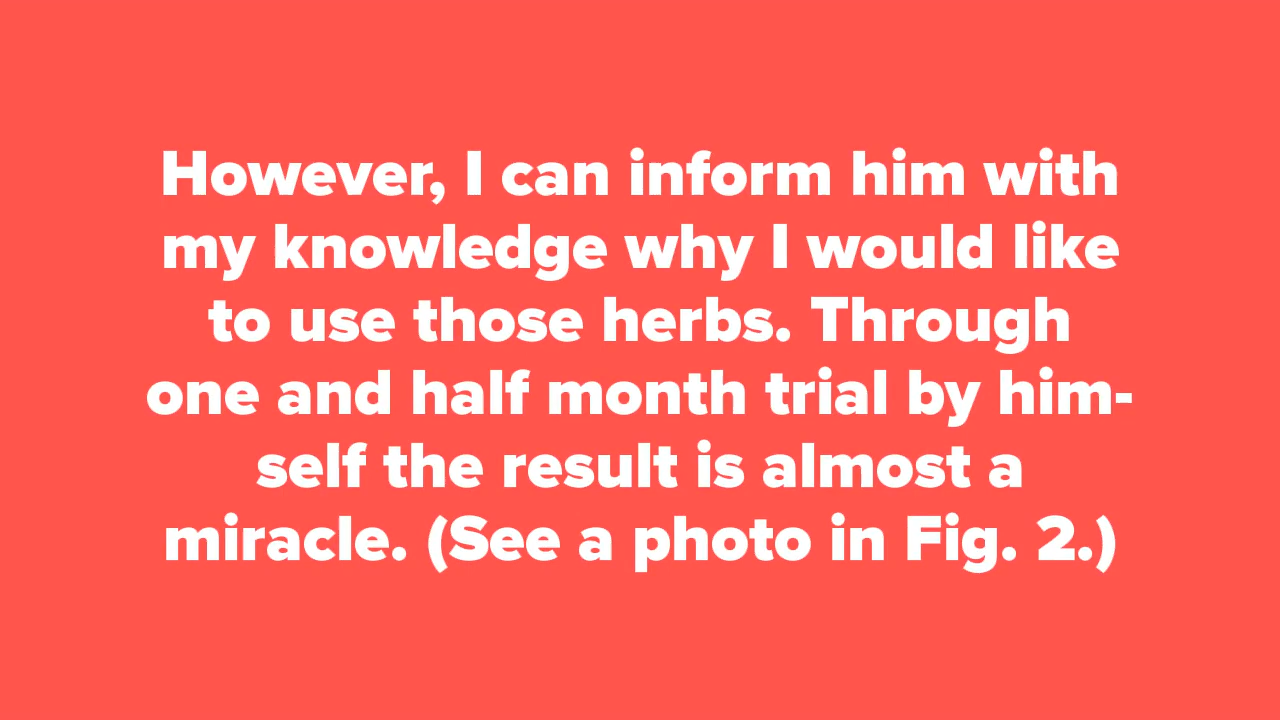 However, I can inform him with
my knowledge why I would like
to use those herbs. Through
one and half month trial by him-
self the result is almost a
miracle. (See a photo in Fig. 2.)